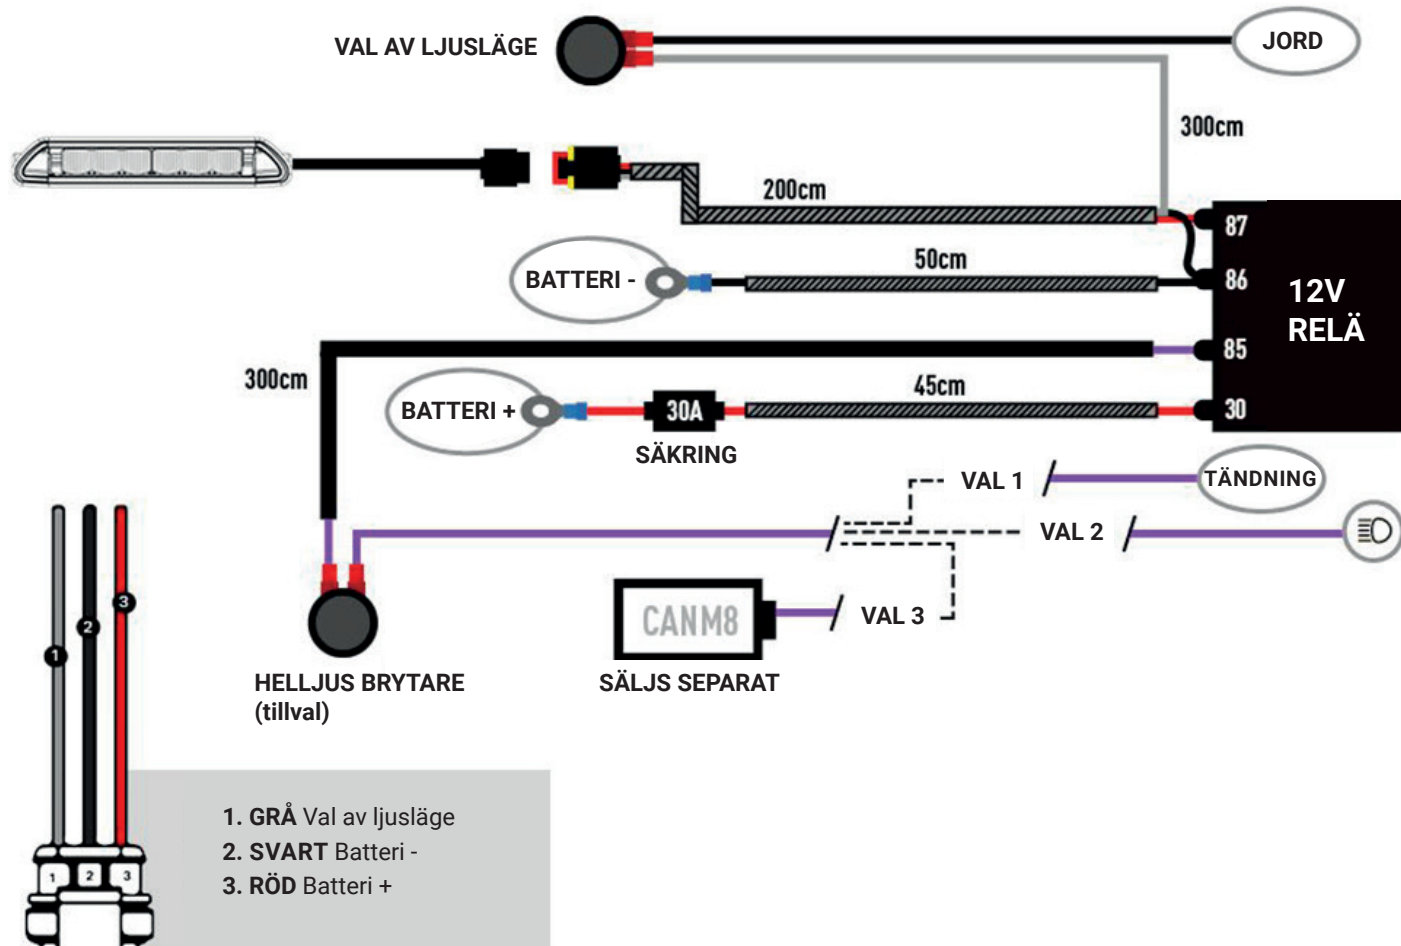 VAL AV LJUSLÄGE
JORD
300cm
200cm
87
BATTERI -
50cm
86
12V
RELÄ
85
300cm
45cm
BATTERI +
30A
30
SÄKRING
VAL 1
TÄNDNING
VAL 2
CANM8
VAL 3
HELLJUS BRYTARE
(tillval)
SÄLJS SEPARAT
3
2
1
1. GRÅ Val av ljusläge
2. SVART Batteri -
3. RÖD Batteri +
1 2 3